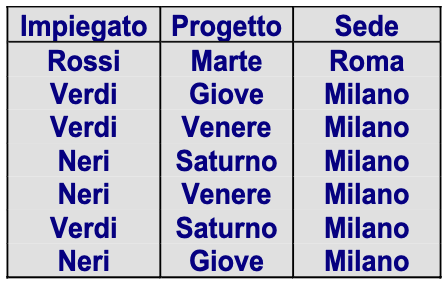 Impiegato Progetto Sede
Rossi Marte Roma
Verdi Giove Milano
Verdi Venere Milano
Neri Saturno Milano
Neri Venere Milano
Verdi Saturno Milano
Neri Giove Milano